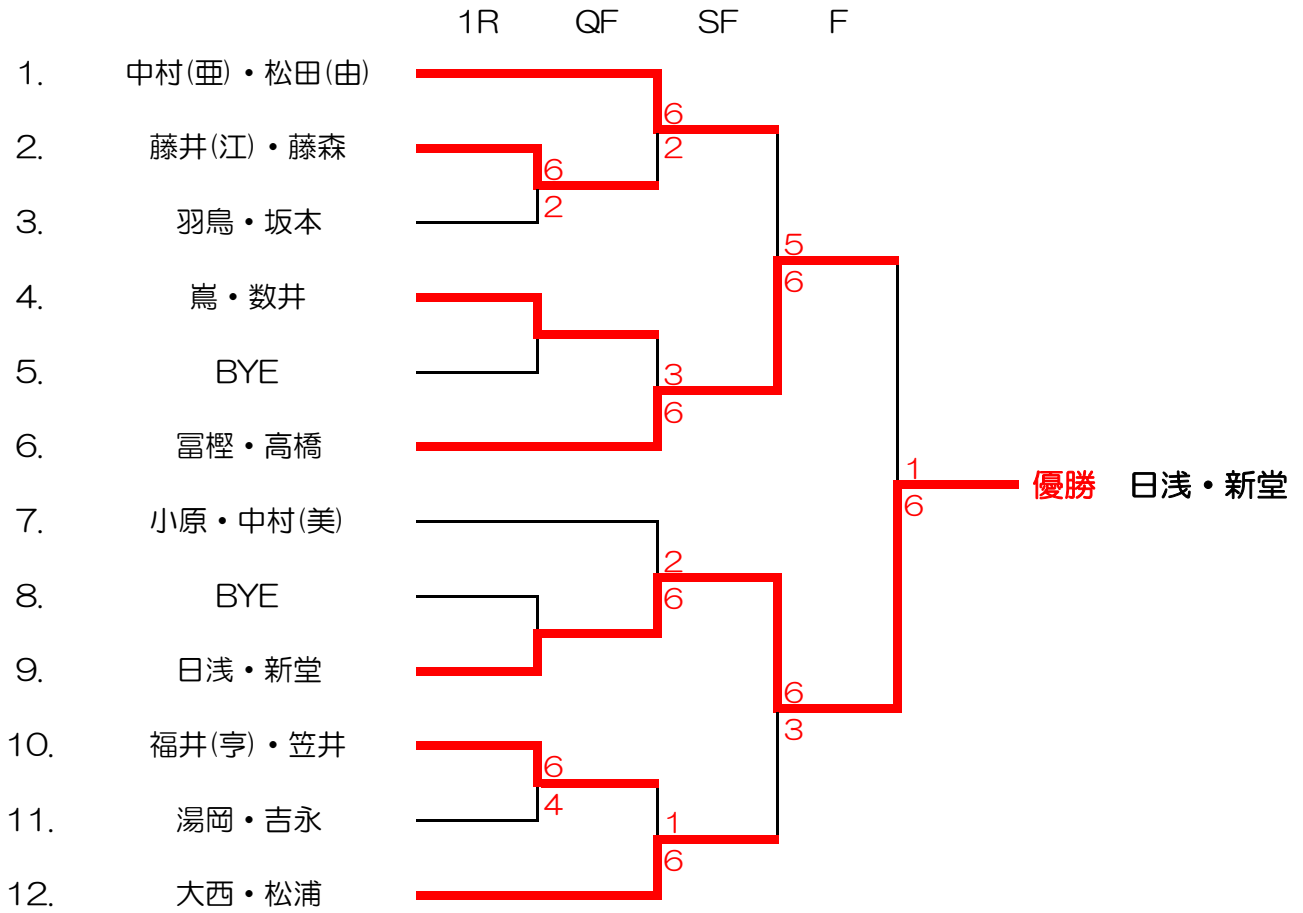 1R QF SF F
1. 中村(亜)・松田(由)
6
2
2. 藤井(江)・藤森
6
2
3. 羽鳥・坂本
5
6
4. 嶌・数井
5. BYE
3
6
6. 冨樫・高橋
1
6
優勝 日浅・新堂
7. 小原・中村(美)
2
6
8. BYE
9. 日浅・新堂
6
3
10. 福井(亨)・笠井
6
4
11. 湯岡・吉永
1
6
12. 大西・松浦